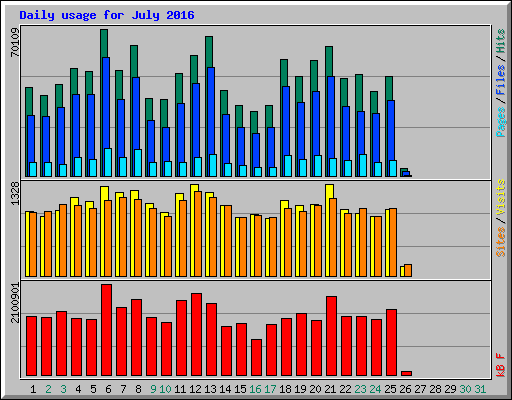 Daily usage for July 2016
70109
Pages / Files / Hits
1328
Sites / Visits
2100901
kB F
1 2 3 4 5 6 7 8 9 10 11 12 13 14 15 16 17 18 19 20 21 22 23 24 25 26 27 28 29 30 31